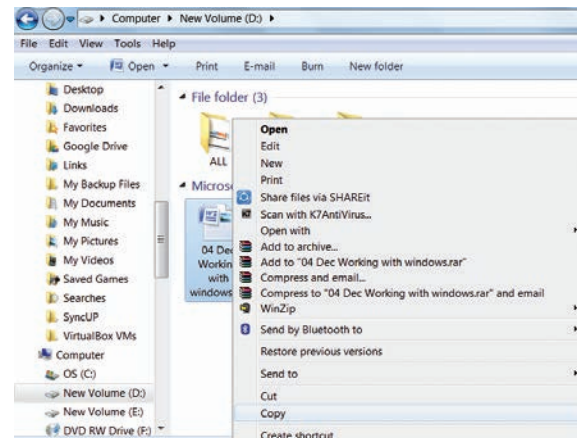 Computer ▸ New Volume (D:) ▸
File Edit View Tools Help
Organize Open Print E-mail Burn New folder
Desktop
Downloads
Favorites
Google Drive
Links
My Backup Files
My Documents
My Music
My Pictures
My Videos
Saved Games
Searches
SyncUP
VirtualBox VMs
Computer
OS (C:)
New Volume (D:)
New Volume (E:)
DVD RW Drive (F:)
File folder (3)
ALL
Micros
04 Dec
Workin
with
windows
Open
Edit
New
Print
Share files via SHAREit
Scan with K7AntiVirus...
Open with
Add to archive...
Add to "04 Dec Working with windows.rar"
Compress and email...
Compress to "04 Dec Working with windows.rar" and email
WinZip
Send by Bluetooth to
Restore previous versions
Send to
Cut
Copy
Create shortcut